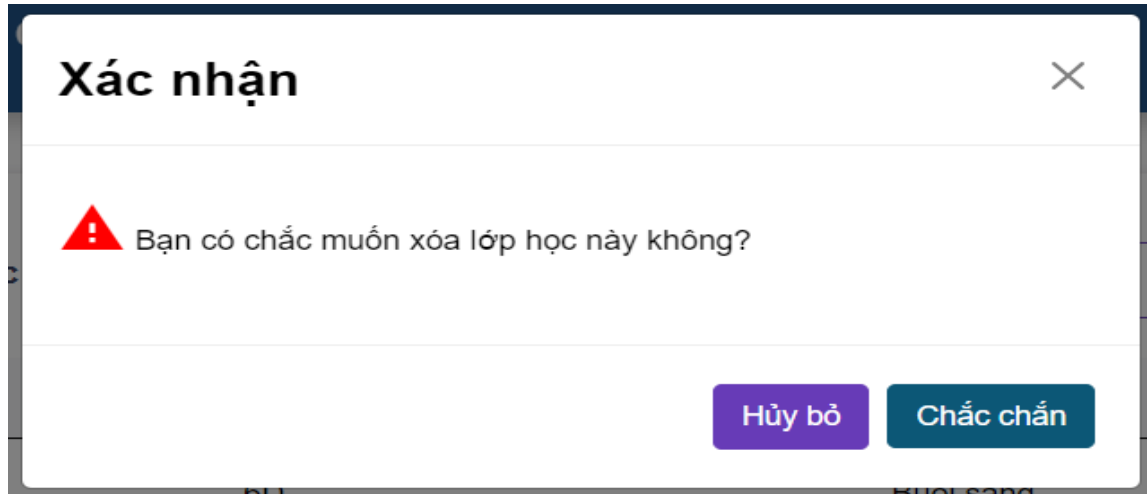 Xác nhận
Bạn có chắc muốn xóa lớp học này không?
Hủy bỏ
Chắc chắn